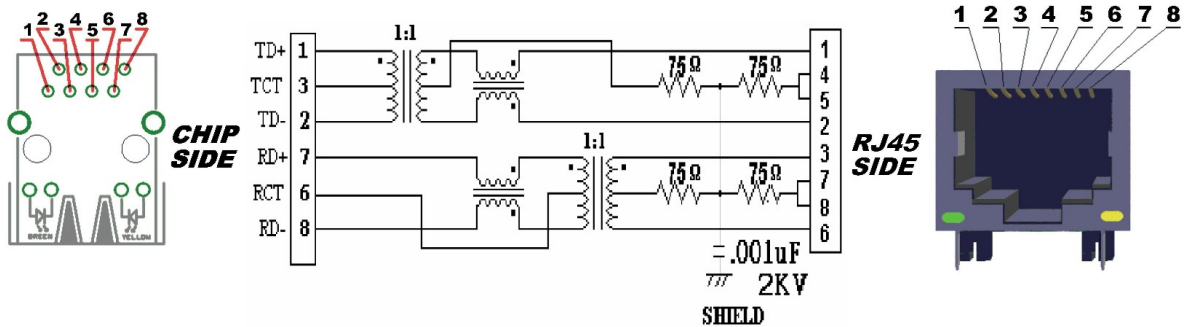 2 4 6 8
1 3 5 7
CHIP
SIDE
GREEN
YELLOW
1:1
TD+ 1
TCT 3
TD- 2
RD+ 7
RCT 6
RD- 8
75Ω 75Ω
1:1
75Ω 75Ω
.001uF
2KV
SHIELD
1
4
5
2
3
7
8
6
RJ45
SIDE
1 2 3 4 5 6 7 8